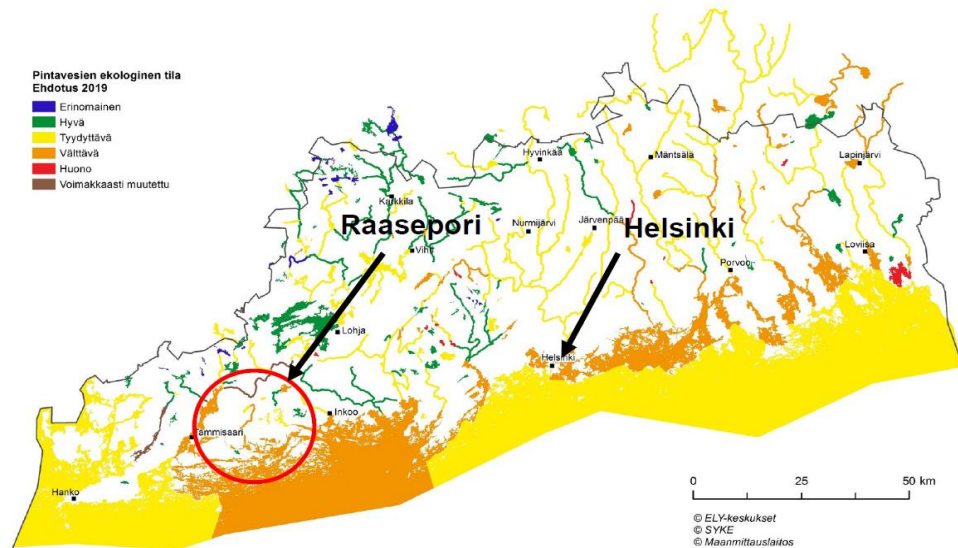 Pintavesien ekologinen tila
Ehdotus 2019
Erinomainen
Hyvä
Tyydyttävä
Välttävä
Huono
Voimakkaasti muutettu
Hyvinkää
Mäntsälä
Lapinjärvi
Karkkila
Raasepori
Nurmijärvi
Järvenpää
Helsinki
Vihti
Loviisa
Porvoo
Lohja
Helsinki
Inkoo
Tammisaari
Hanko
0 25 50 km
© ELY-keskukset
© SYKE
© Maanmittauslaitos